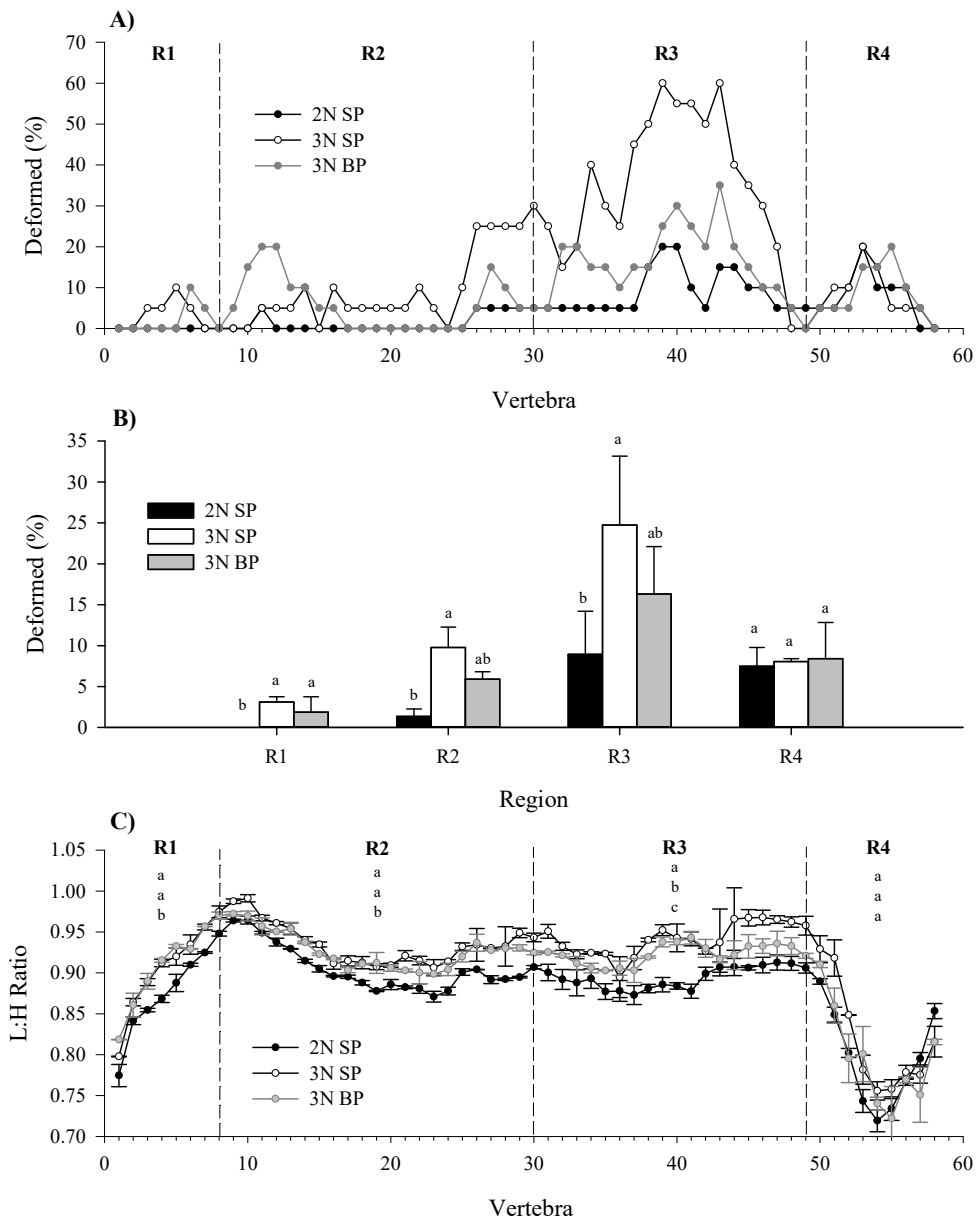 A)
R1 R2 R3 R4
70
60
50
40
30
20
10
0
Deformed (%)
2N SP
3N SP
3N BP
0 10 20 30 40 50 60
Vertebra
B)
35
30
25
20
15
10
5
0
Deformed (%)
2N SP
3N SP
3N BP
b a a
b a ab
b a ab
a a a
R1 R2 R3 R4
Region
C)
R1 R2 R3 R4
a a a a
a a b a
b b c a
1.05
1.00
0.95
0.90
0.85
0.80
0.75
0.70
L:H Ratio
2N SP
3N SP
3N BP
0 10 20 30 40 50 60
Vertebra